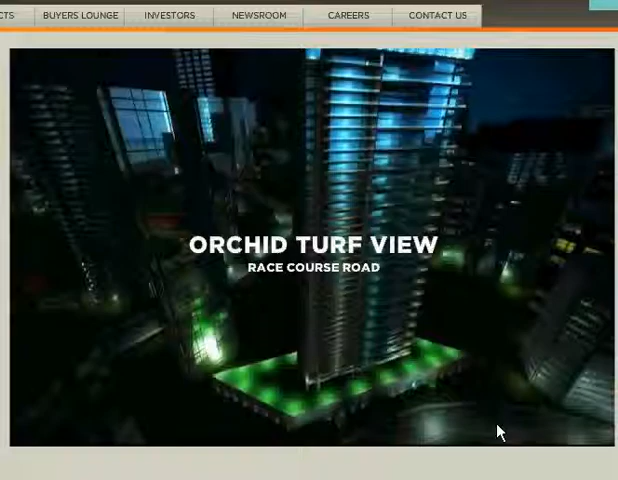 CTS
BUYERS LOUNGE
INVESTORS
NEWSROOM
CAREERS
CONTACT US
ORCHID TURF VIEW
RACE COURSE ROAD